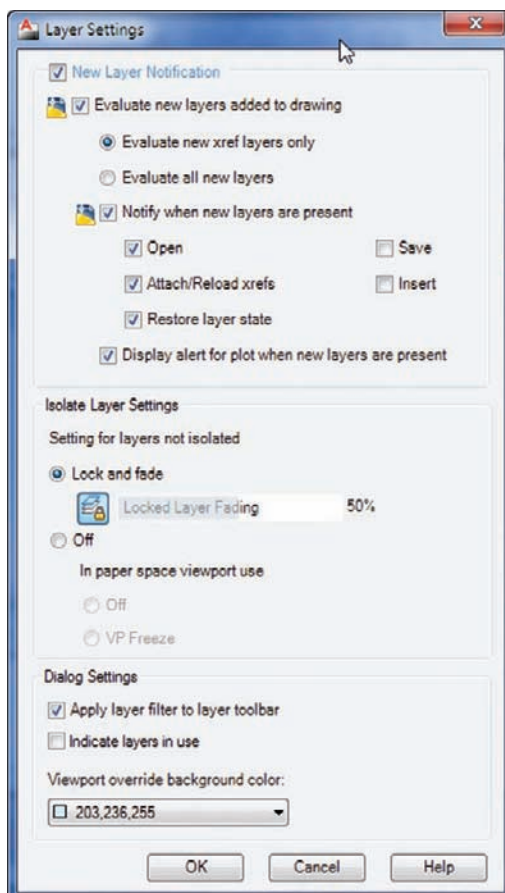 Layer Settings
New Layer Notification
Evaluate new layers added to drawing
Evaluate new xref layers only
Evaluate all new layers
Notify when new layers are present
Open
Save
Attach/Reload xrefs
Insert
Restore layer state
Display alert for plot when new layers are present
Isolate Layer Settings
Setting for layers not isolated
Lock and fade
Locked Layer Fading
50%
Off
In paper space viewport use
Off
VP Freeze
Dialog Settings
Apply layer filter to layer toolbar
Indicate layers in use
Viewport override background color:
203,236,255
OK
Cancel
Help